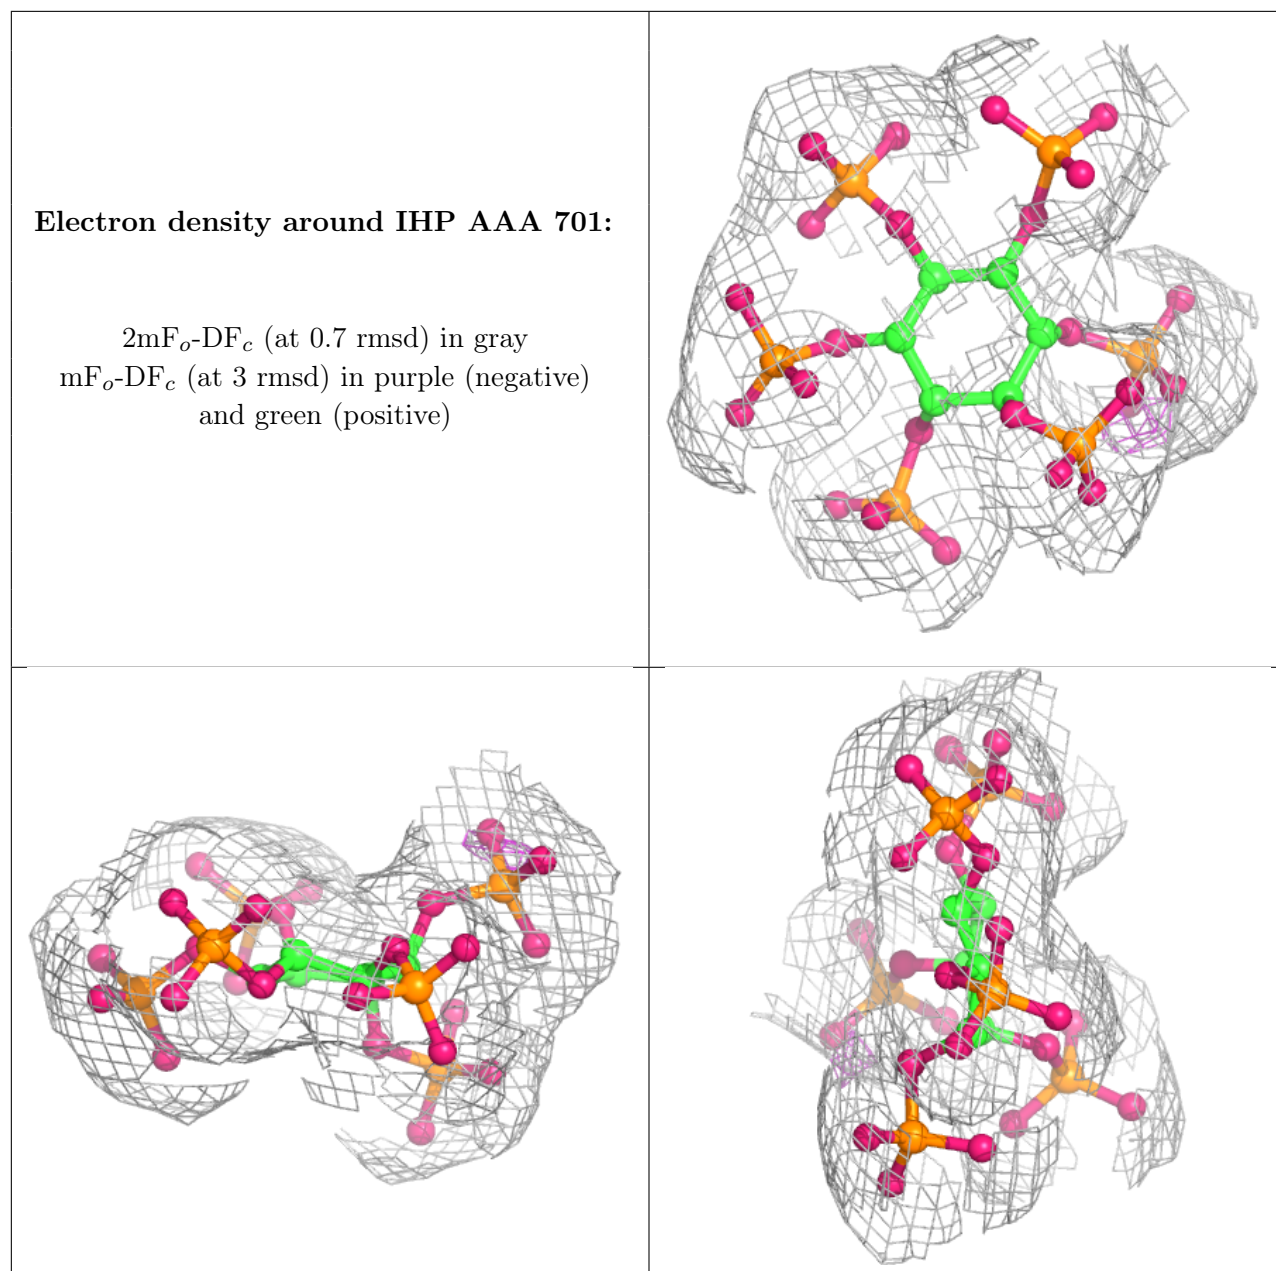 Electron density around IHP AAA 701:
2mFo-DFc (at 0.7 rmsd) in gray
mFo-DFc (at 3 rmsd) in purple (negative)
and green (positive)